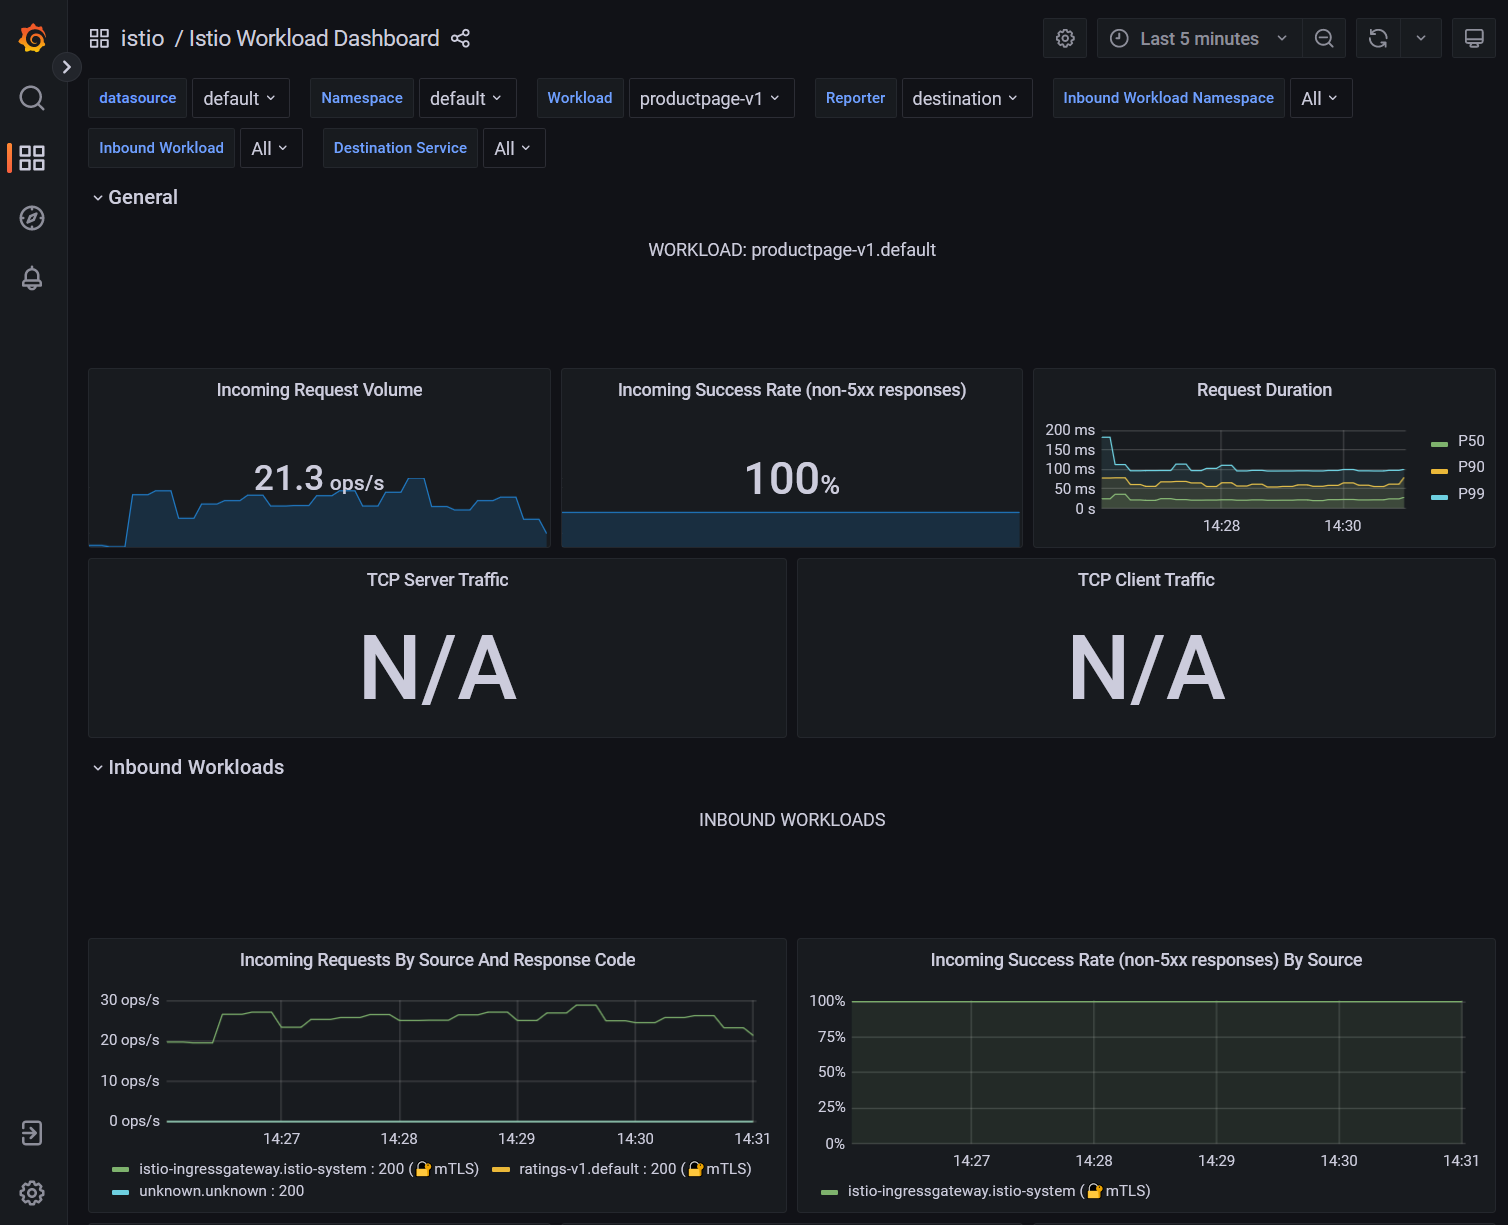 istio / Istio Workload Dashboard
Last 5 minutes
datasource default Namespace default Workload productpage-v1 Reporter destination Inbound Workload Namespace All
Inbound Workload All Destination Service All
General
WORKLOAD: productpage-v1.default
Incoming Request Volume
21.3 ops/s
Incoming Success Rate (non-5xx responses)
100%
Request Duration
200 ms
150 ms
100 ms
50 ms
0 s
14:28 14:30
P50
P90
P99
TCP Server Traffic
N/A
TCP Client Traffic
N/A
Inbound Workloads
INBOUND WORKLOADS
Incoming Requests By Source And Response Code
30 ops/s
20 ops/s
10 ops/s
0 ops/s
14:27 14:28 14:29 14:30 14:31
istio-ingressgateway.istio-system : 200 (🔐mTLS) ratings-v1.default : 200 (🔐mTLS)
unknown.unknown : 200
Incoming Success Rate (non-5xx responses) By Source
100%
75%
50%
25%
0%
14:27 14:28 14:29 14:30 14:31
istio-ingressgateway.istio-system (🔐mTLS)